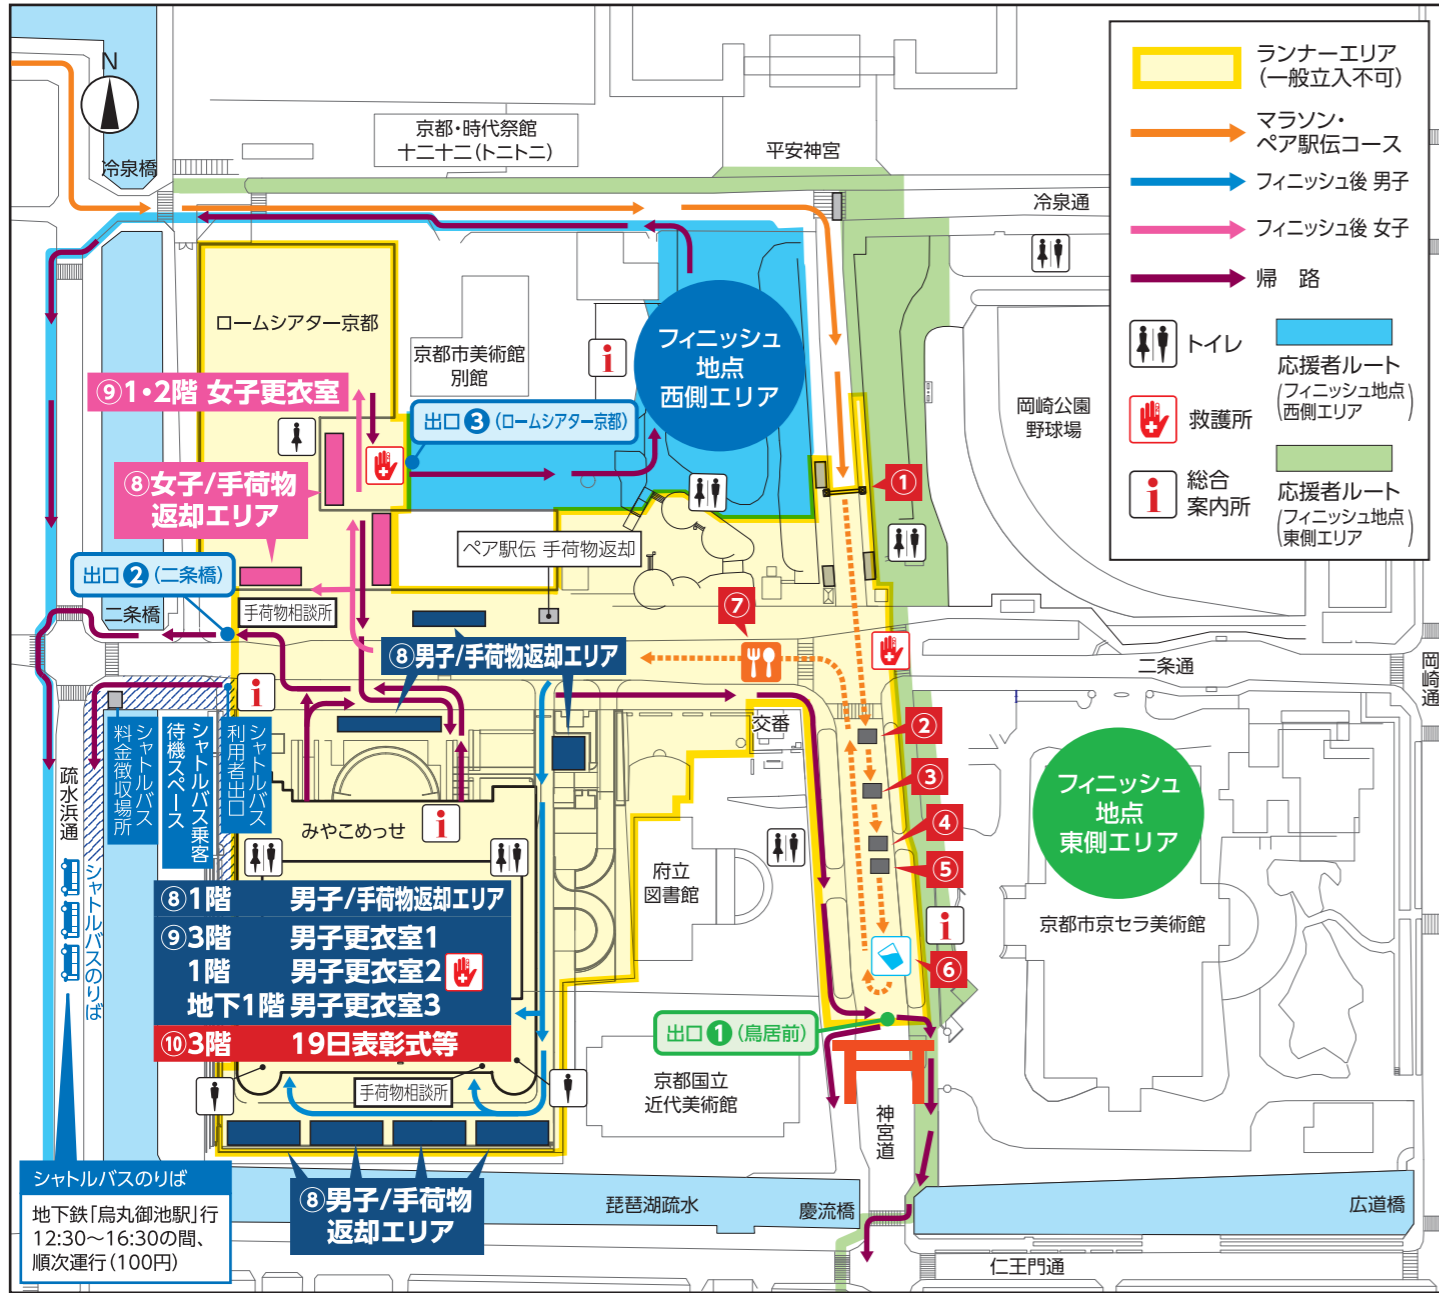 N
冷泉橋
京都・時代祭館
十二十二(トニトニ)
平安神宮
冷泉通
ランナーエリア
(一般立入不可)
マラソン・
ペア駅伝コース
フィニッシュ後 男子
フィニッシュ後 女子
帰 路
トイレ
救護所
総合
案内所
応援者ルート
(フィニッシュ地点
西側エリア)
応援者ルート
(フィニッシュ地点
東側エリア)
ロームシアター京都
京都市美術館
別館
フィニッシュ
地点
西側エリア
岡崎公園
野球場
⑨1・2階 女子更衣室
出口❸(ロームシアター京都)
⑧女子/手荷物
返却エリア
①
ペア駅伝 手荷物返却
出口❷(二条橋)
二条橋
手荷物相談所
⑦
⑧男子/手荷物返却エリア
二条通
岡崎通
交番
②
③
④
⑤
⑥
シャトルバス
料金徴収場所
シャトルバス乗客
待機スペース
シャトルバス
利用者出口
疏水浜通
シャトルバスのりば
みやこめっせ
府立
図書館
フィニッシュ
地点
東側エリア
京都市京セラ美術館
⑧1階 男子/手荷物返却エリア
⑨3階 男子更衣室1
1階 男子更衣室2
地下1階 男子更衣室3
⑩3階 19日表彰式等
出口❶(鳥居前)
手荷物相談所
京都国立
近代美術館
神宮道
シャトルバスのりば
地下鉄「烏丸御池駅」行
12:30〜16:30の間、
順次運行(100円)
⑧男子/手荷物
返却エリア
琵琶湖疏水
慶流橋
広道橋
仁王門通